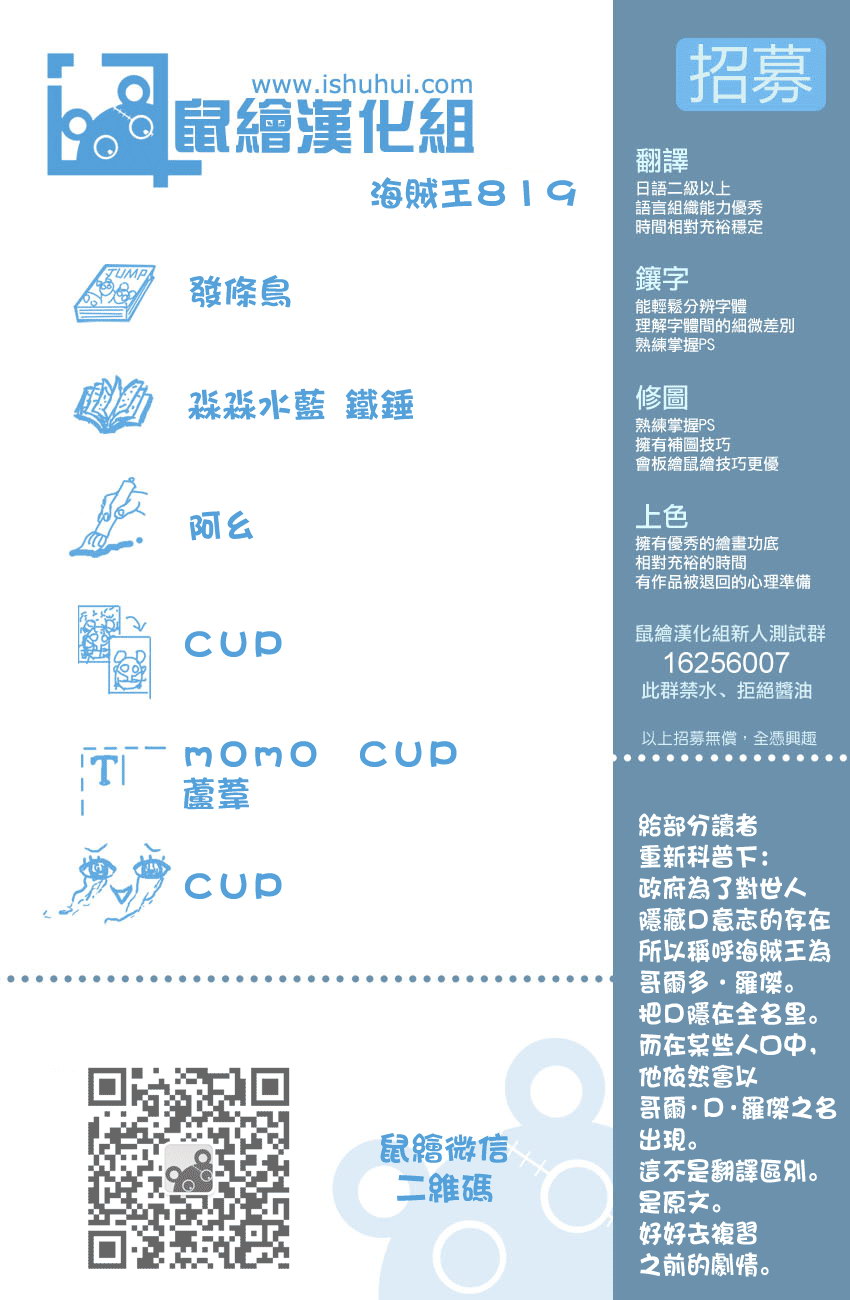 www.ishuhui.com
鼠繪漢化組
海賊王819
JUMP
發條鳥
淼淼水藍 鐵錘
阿幺
cup
T
momo cup
蘆葦
cup
鼠繪微信
二維碼
招募
翻譯
日語二級以上
語言組織能力優秀
時間相對充裕穩定
鑲字
能輕鬆分辨字體
理解字體間的細微差別
熟練掌握PS
修圖
熟練掌握PS
擁有補圖技巧
會板繪鼠繪技巧更優
上色
擁有優秀的繪畫功底
相對充裕的時間
有作品被退回的心理準備
鼠繪漢化組新人測試群
16256007
此群禁水、拒絕醬油
以上招募無償，全憑興趣
給部分讀者
重新科普下：
政府為了對世人
隱藏D意志的存在
所以稱呼海賊王為
哥爾多·羅傑。
把D隱在全名里。
而在某些人口中，
他依然會以
哥爾·D·羅傑之名
出現。
這不是翻譯區別。
是原文。
好好去複習
之前的劇情。